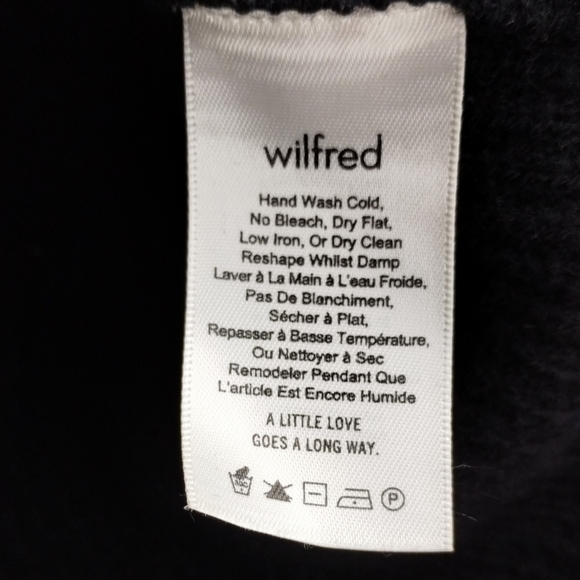 wilfred
Hand Wash Cold,
No Bleach, Dry Flat,
Low Iron, Or Dry Clean
Reshape Whilst Damp
Laver à La Main à L'eau Froide,
Pas De Blanchiment,
Sécher à Plat,
Repasser à Basse Température,
Ou Nettoyer à Sec
Remodeler Pendant Que
L'article Est Encore Humide
A LITTLE LOVE
GOES A LONG WAY.
P